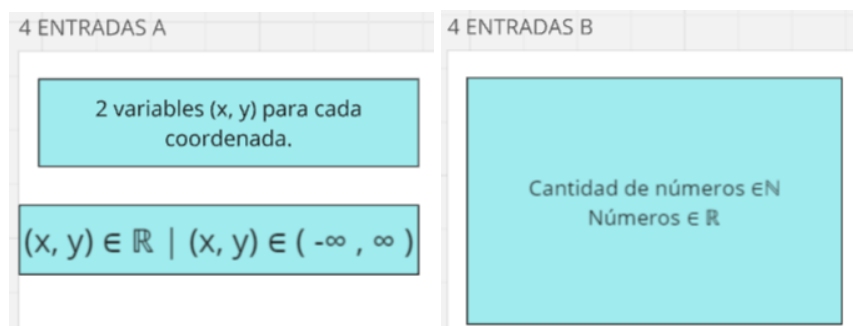 4 ENTRADAS A
2 variables (x, y) para cada
coordenada.
(x, y) ∈ ℝ | (x, y) ∈ ( -∞ , ∞ )
4 ENTRADAS B
Cantidad de números ∈ℕ
Números ∈ ℝ